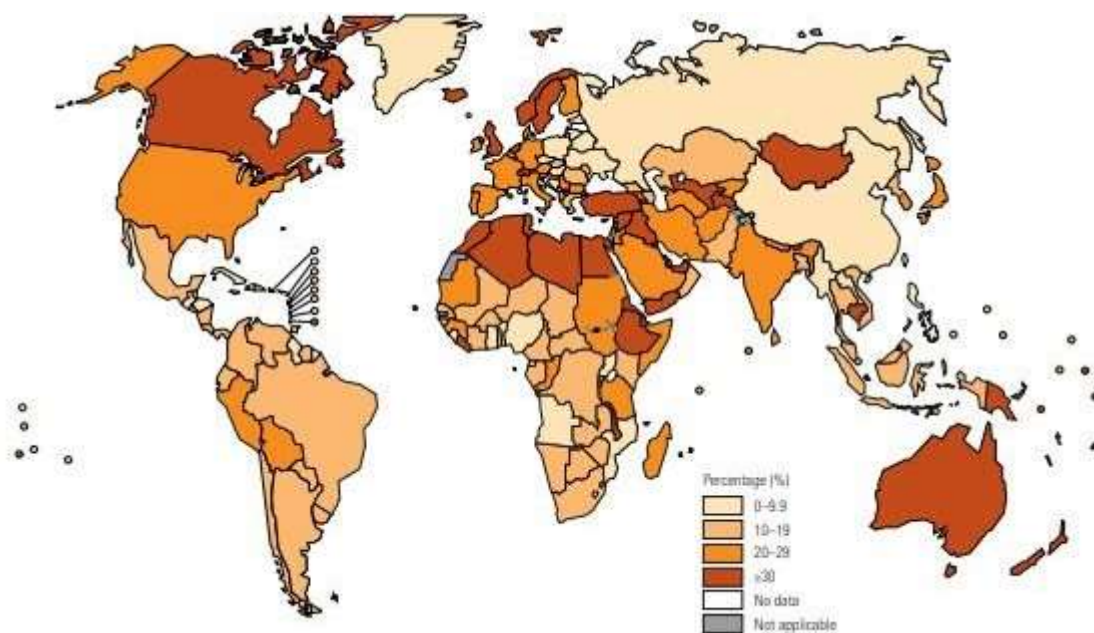 Percentage (%)
0–9.9
10–19
20–29
≥30
No data
Not applicable